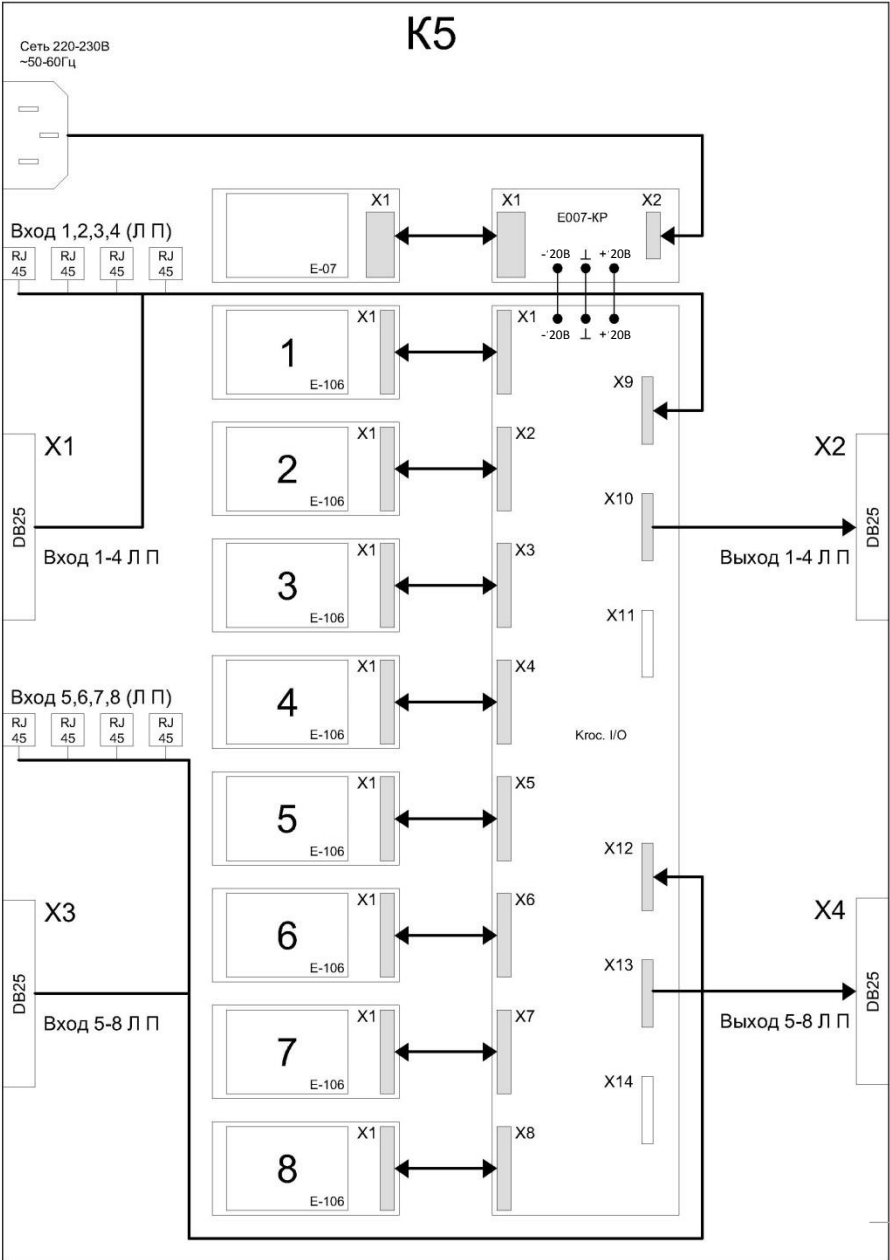 К5
Сеть 220-230В
~50-60Гц
X1
X1
E007-КР
X2
-20В ⊥ +20В
E-07
Вход 1,2,3,4 (Л П)
RJ 45
RJ 45
RJ 45
RJ 45
1
X1
E-106
X1
-20В ⊥ +20В
X9
X1
DB25
Вход 1-4 Л П
2
X1
E-106
X2
X10
X2
DB25
Выход 1-4 Л П
3
X1
E-106
X3
X11
Вход 5,6,7,8 (Л П)
RJ 45
RJ 45
RJ 45
RJ 45
4
X1
E-106
X4
Kroc. I/O
5
X1
E-106
X5
X12
X3
DB25
Вход 5-8 Л П
6
X1
E-106
X6
X13
X4
DB25
Выход 5-8 Л П
7
X1
E-106
X7
X14
8
X1
E-106
X8